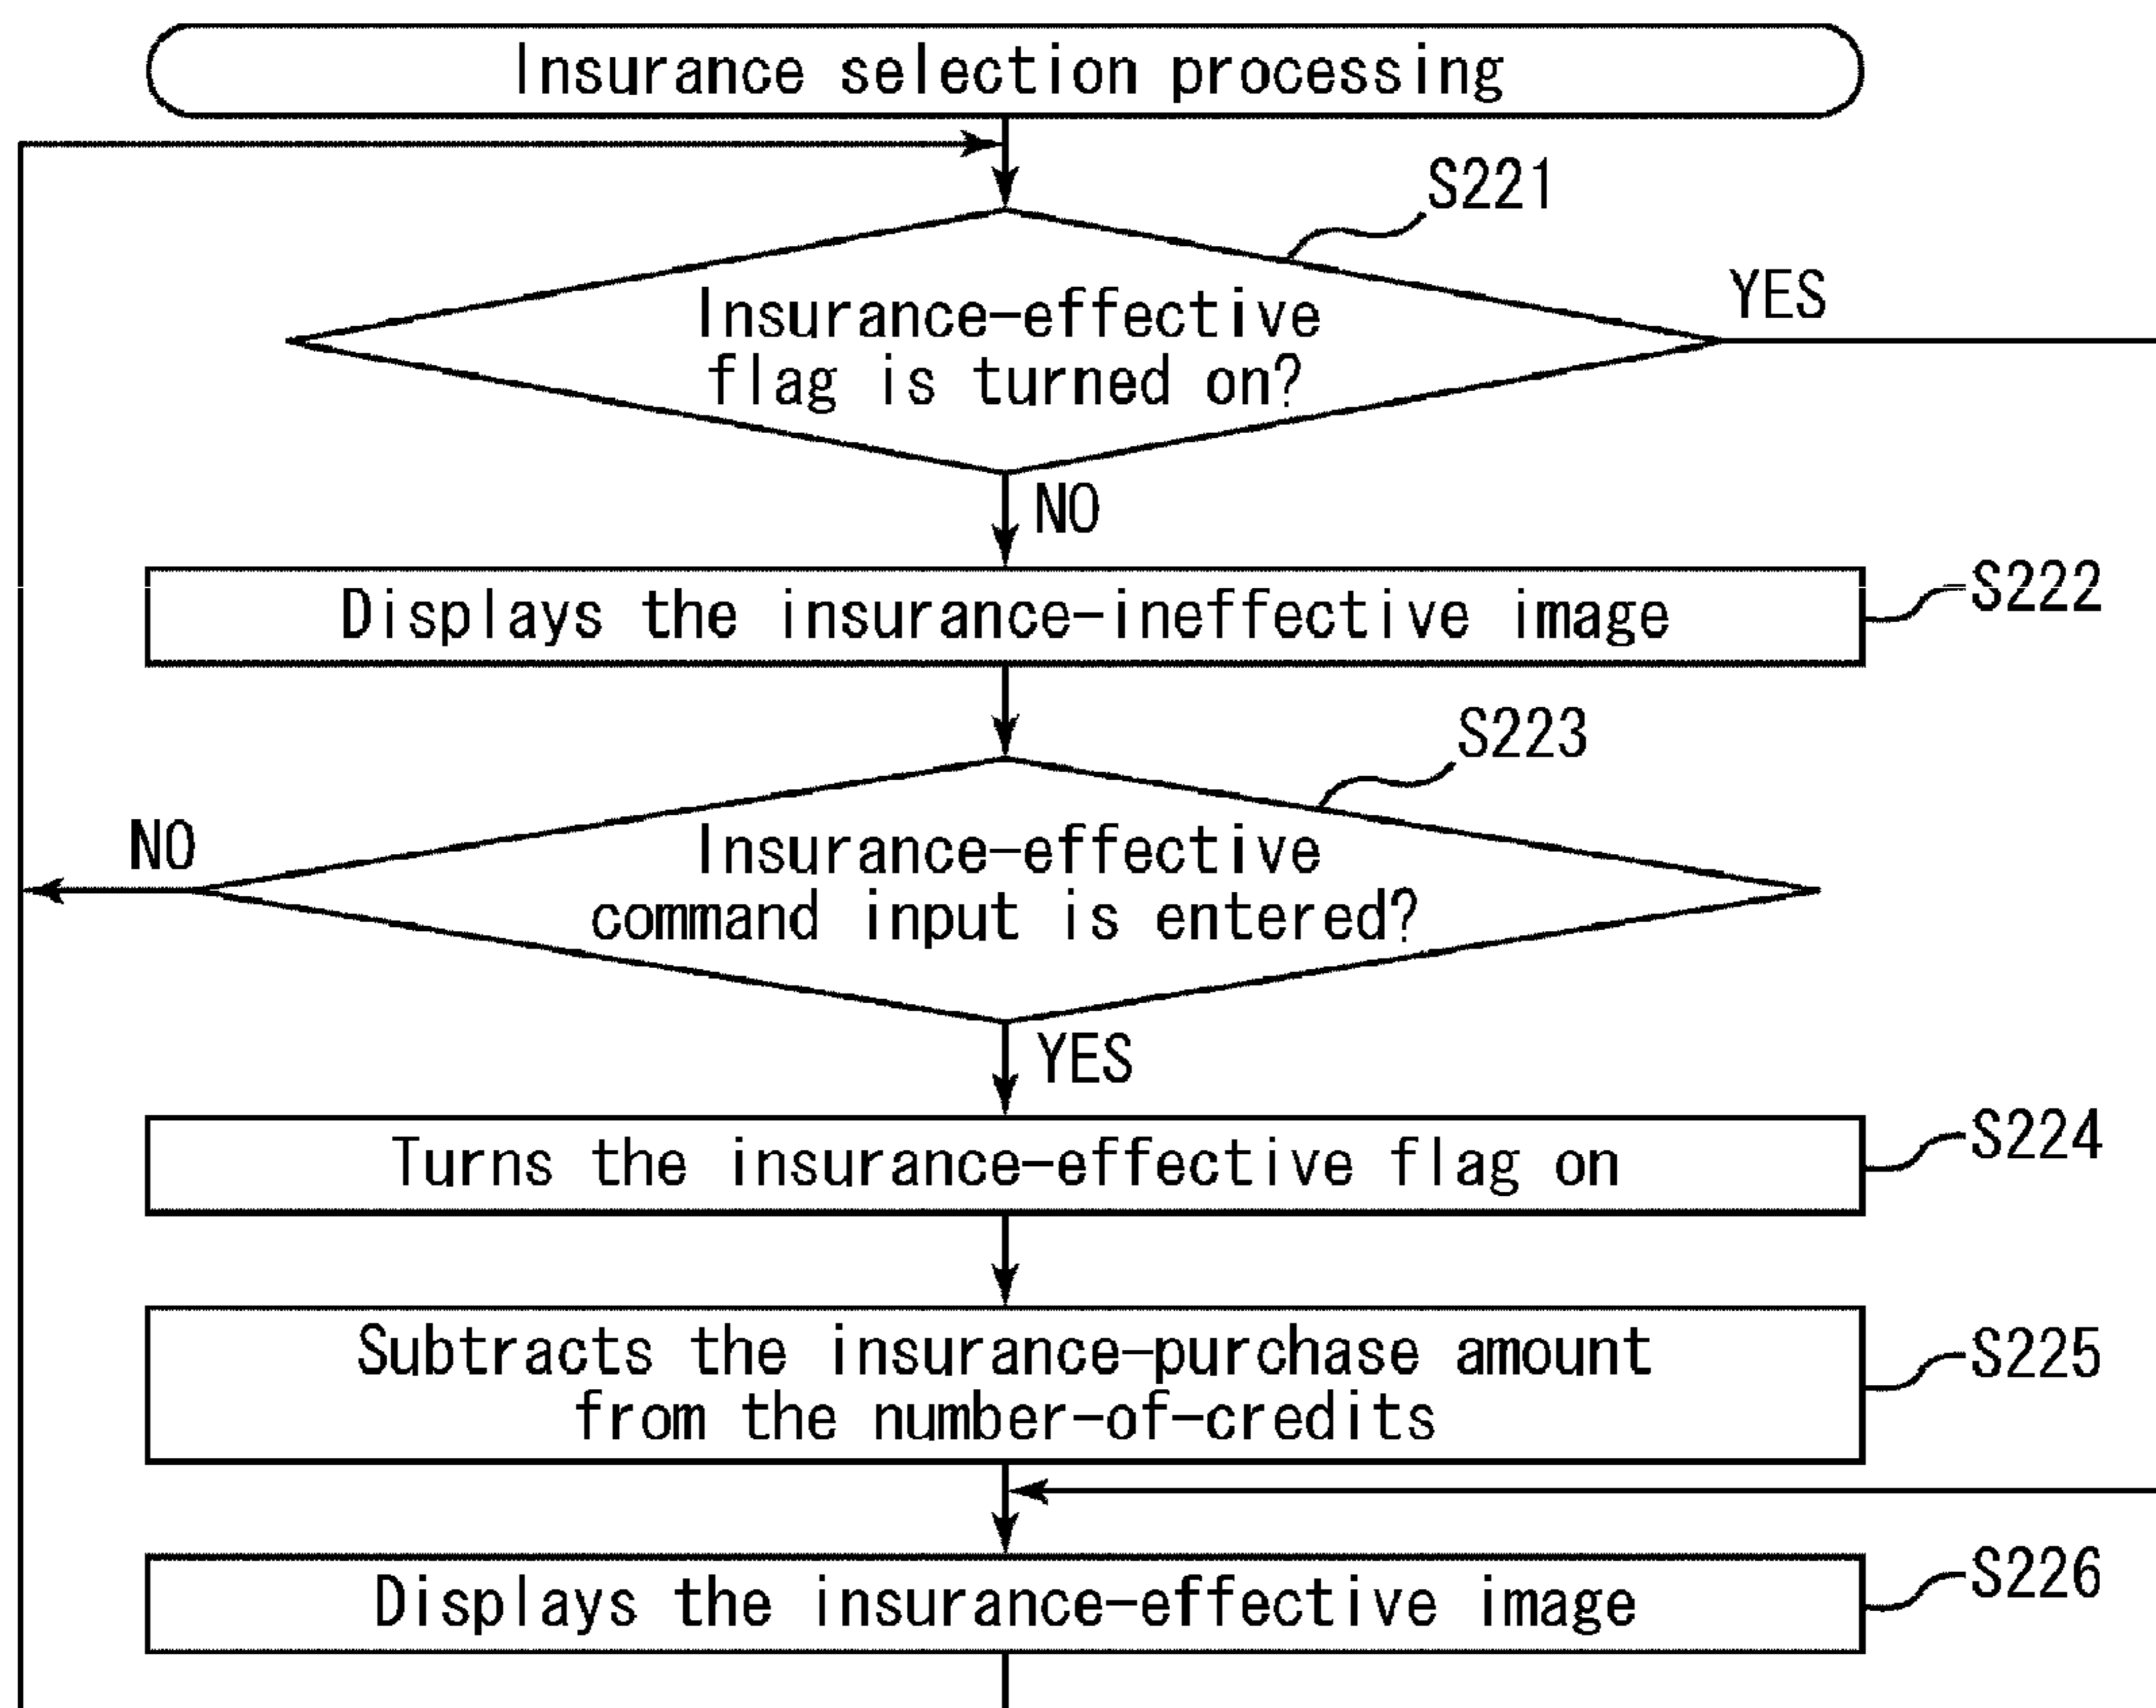 Insurance selection processing
S221
Insurance-effective
flag is turned on?
YES
NO
Displays the insurance-ineffective image
S222
S223
Insurance-effective
command input is entered?
NO
YES
Turns the insurance-effective flag on
S224
Subtracts the insurance-purchase amount
from the number-of-credits
S225
Displays the insurance-effective image
S226